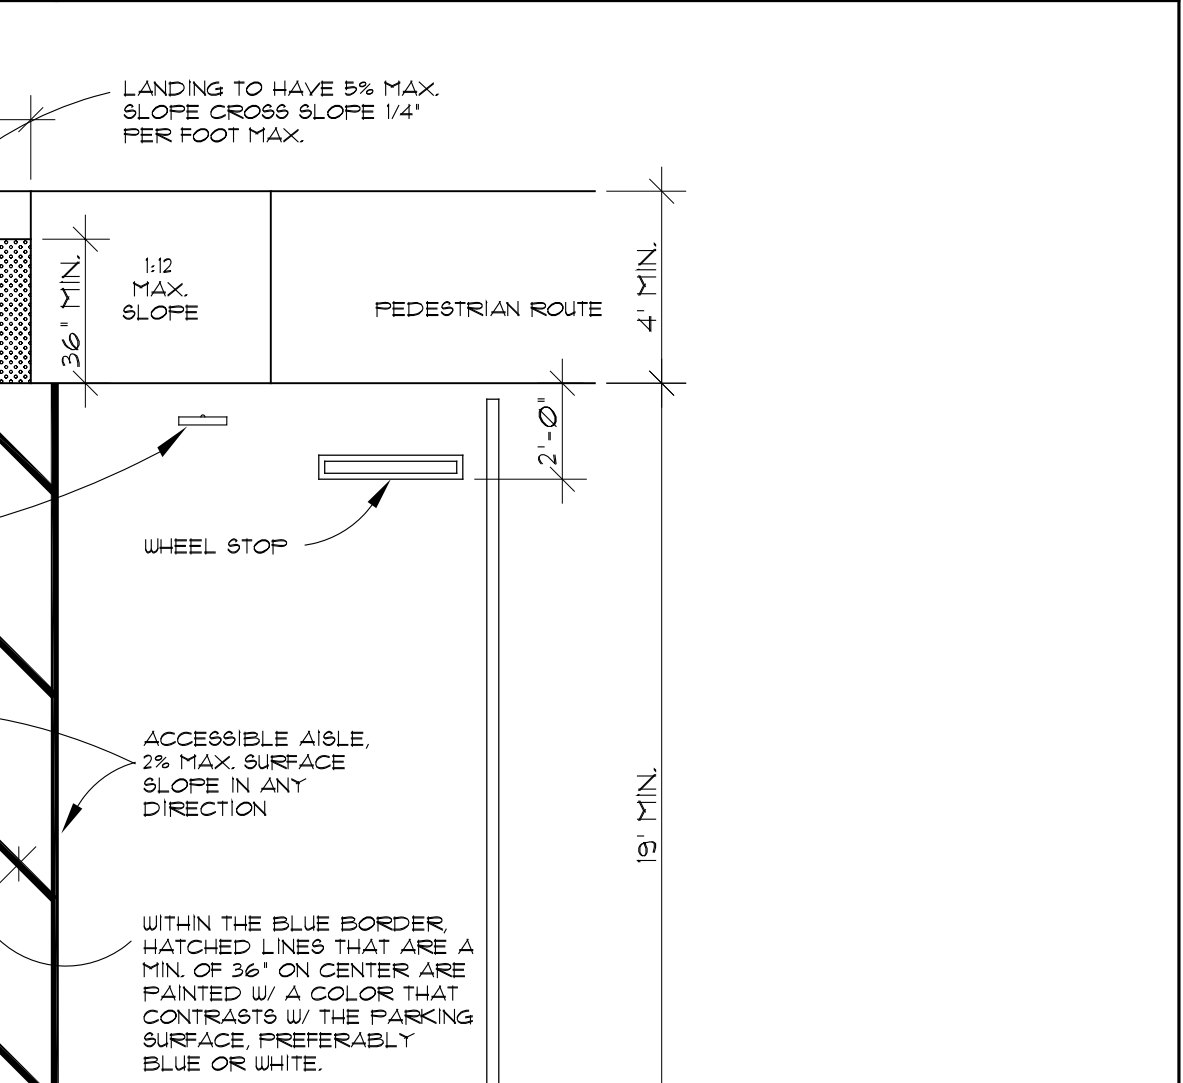 LANDING TO HAVE 5% MAX.
SLOPE CROSS SLOPE 1/4"
PER FOOT MAX.
36" MIN.
1:12
MAX.
SLOPE
PEDESTRIAN ROUTE
4' MIN.
2'-0"
WHEEL STOP
ACCESSIBLE AISLE,
2% MAX. SURFACE
SLOPE IN ANY
DIRECTION
19' MIN.
WITHIN THE BLUE BORDER,
HATCHED LINES THAT ARE A
MIN. OF 36" ON CENTER ARE
PAINTED W/ A COLOR THAT
CONTRASTS W/ THE PARKING
SURFACE, PREFERABLY
BLUE OR WHITE.